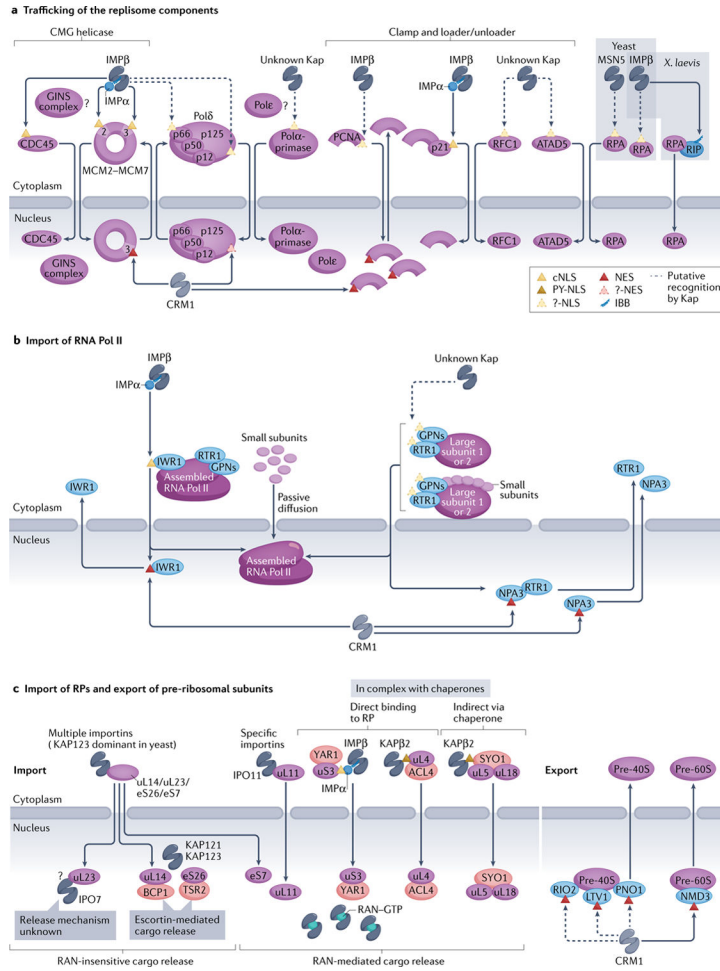 a Trafficking of the replisome components
CMG helicase
Clamp and loader/unloader
IMPβ
Unknown Kap
IMPβ
Unknown Kap
Yeast
MSN5
IMPβ
X. laevis
GINS
complex
?
IMPα
Polε
?
IMPα
Polδ
2
3
p66
p125
p50
p12
CDC45
MCM2–MCM7
Polα-
primase
PCNA
p21
RFC1
ATAD5
RPA
RPA
RPA
RIP
Cytoplasm
Nucleus
CDC45
GINS
complex
3
p66
p125
p50
p12
Polα-
primase
Polε
RFC1
ATAD5
RPA
RPA
CRM1
cNLS
PY-NLS
?-NLS
NES
?-NES
IBB
Putative
recognition
by Kap
b Import of RNA Pol II
IMPβ
IMPα
Unknown Kap
IWR1
RTR1
GPNs
Assembled
RNA Pol II
Small subunits
GPNs
RTR1
Large
subunit 1
or 2
GPNs
RTR1
Large
subunit 1
or 2
Small
subunits
IWR1
Passive
diffusion
RTR1
NPA3
Cytoplasm
Nucleus
IWR1
Assembled
RNA Pol II
NPA3
RTR1
NPA3
CRM1
c Import of RPs and export of pre-ribosomal subunits
In complex with chaperones
Multiple importins
(KAP123 dominant in yeast)
Specific
importins
Direct binding
to RP
Indirect via
chaperone
Import
uL14/uL23/
eS26/eS7
IPO11
uL11
YAR1
uS3
IMPβ
IMPα
KAPβ2
uL4
ACL4
KAPβ2
SYO1
uL5
uL18
Export
Pre-40S
Pre-60S
Cytoplasm
Nucleus
KAP121
KAP123
?
uL23
IPO7
uL14
BCP1
eS26
TSR2
eS7
uL11
uS3
YAR1
uL4
ACL4
SYO1
uL5
uL18
RIO2
Pre-40S
LTV1
PNO1
Pre-60S
NMD3
Release mechanism
unknown
Escortin-mediated
cargo release
RAN–GTP
CRM1
RAN-insensitive cargo release
RAN-mediated cargo release